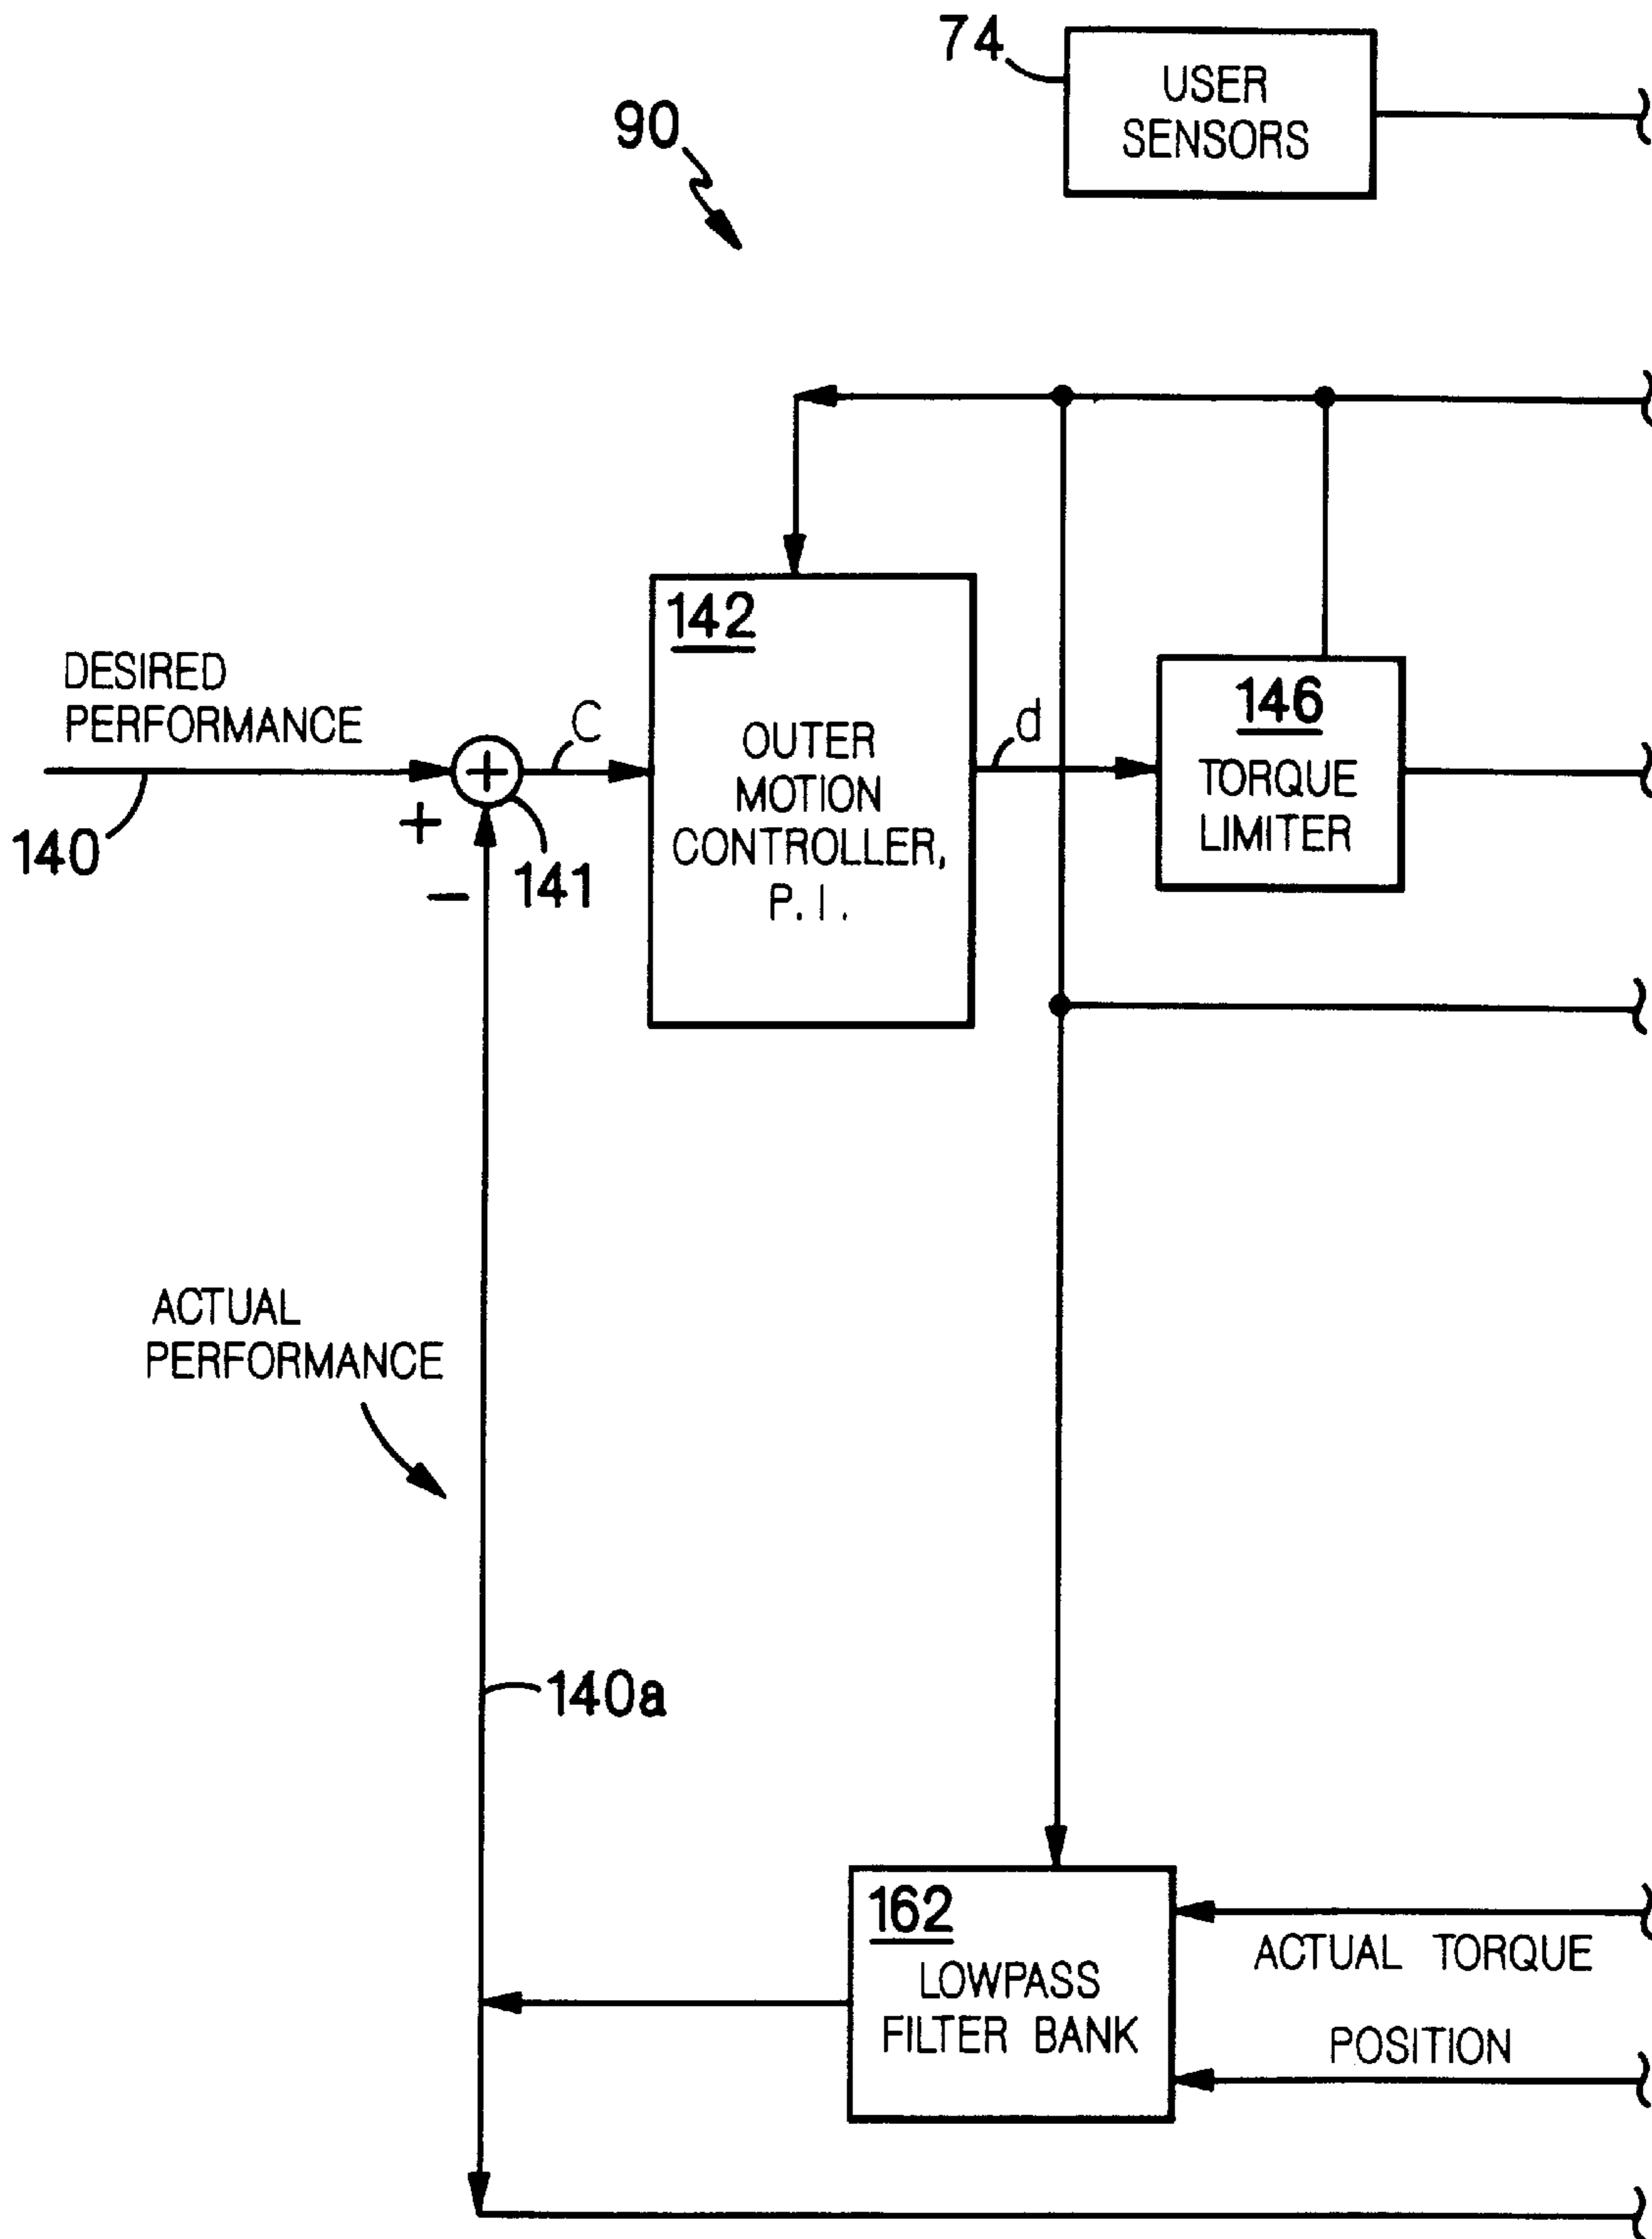 74
USER
SENSORS
90
142
DESIRED
PERFORMANCE
C
OUTER
MOTION
CONTROLLER,
P.I.
d
146
TORQUE
LIMITER
+
+
−
140
141
ACTUAL
PERFORMANCE
140a
162
LOWPASS
FILTER BANK
ACTUAL TORQUE
POSITION